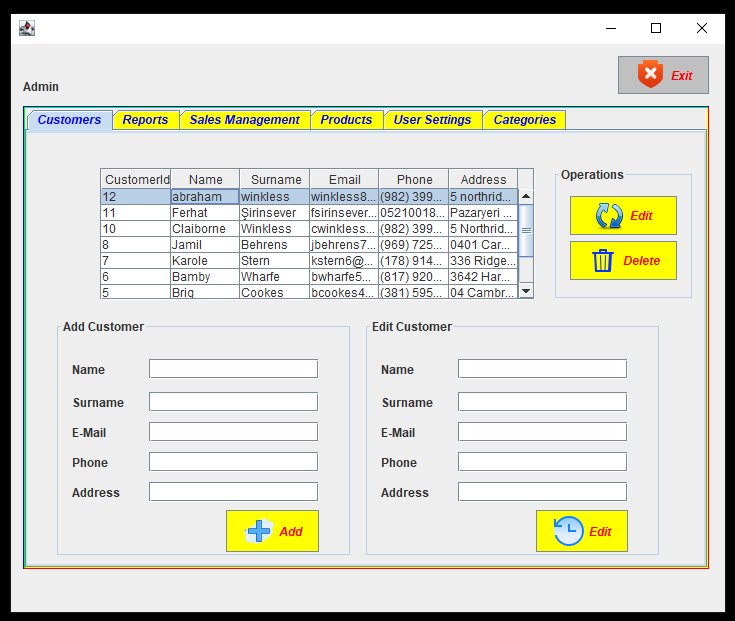 Exit
Admin
Customers Reports Sales Management Products User Settings Categories
CustomerId Name Surname Email Phone Address
12 abraham winkless winkless8... (982) 399... 5 northrid...
11 Ferhat Şirinsever fsirinsever... 05210018... Pazaryeri ...
10 Claiborne Winkless cwinkless... (982) 399... 5 Northrid...
8 Jamil Behrens jbehrens7... (969) 725... 0401 Car...
7 Karole Stern kstern6@... (178) 914... 336 Ridge...
6 Bamby Wharfe bwharfe5... (817) 920... 3642 Har...
5 Brig Cookes bcookes4... (381) 595... 04 Cambr...
Operations
Edit
Delete
Add Customer
Name
Surname
E-Mail
Phone
Address
Add
Edit Customer
Name
Surname
E-Mail
Phone
Address
Edit